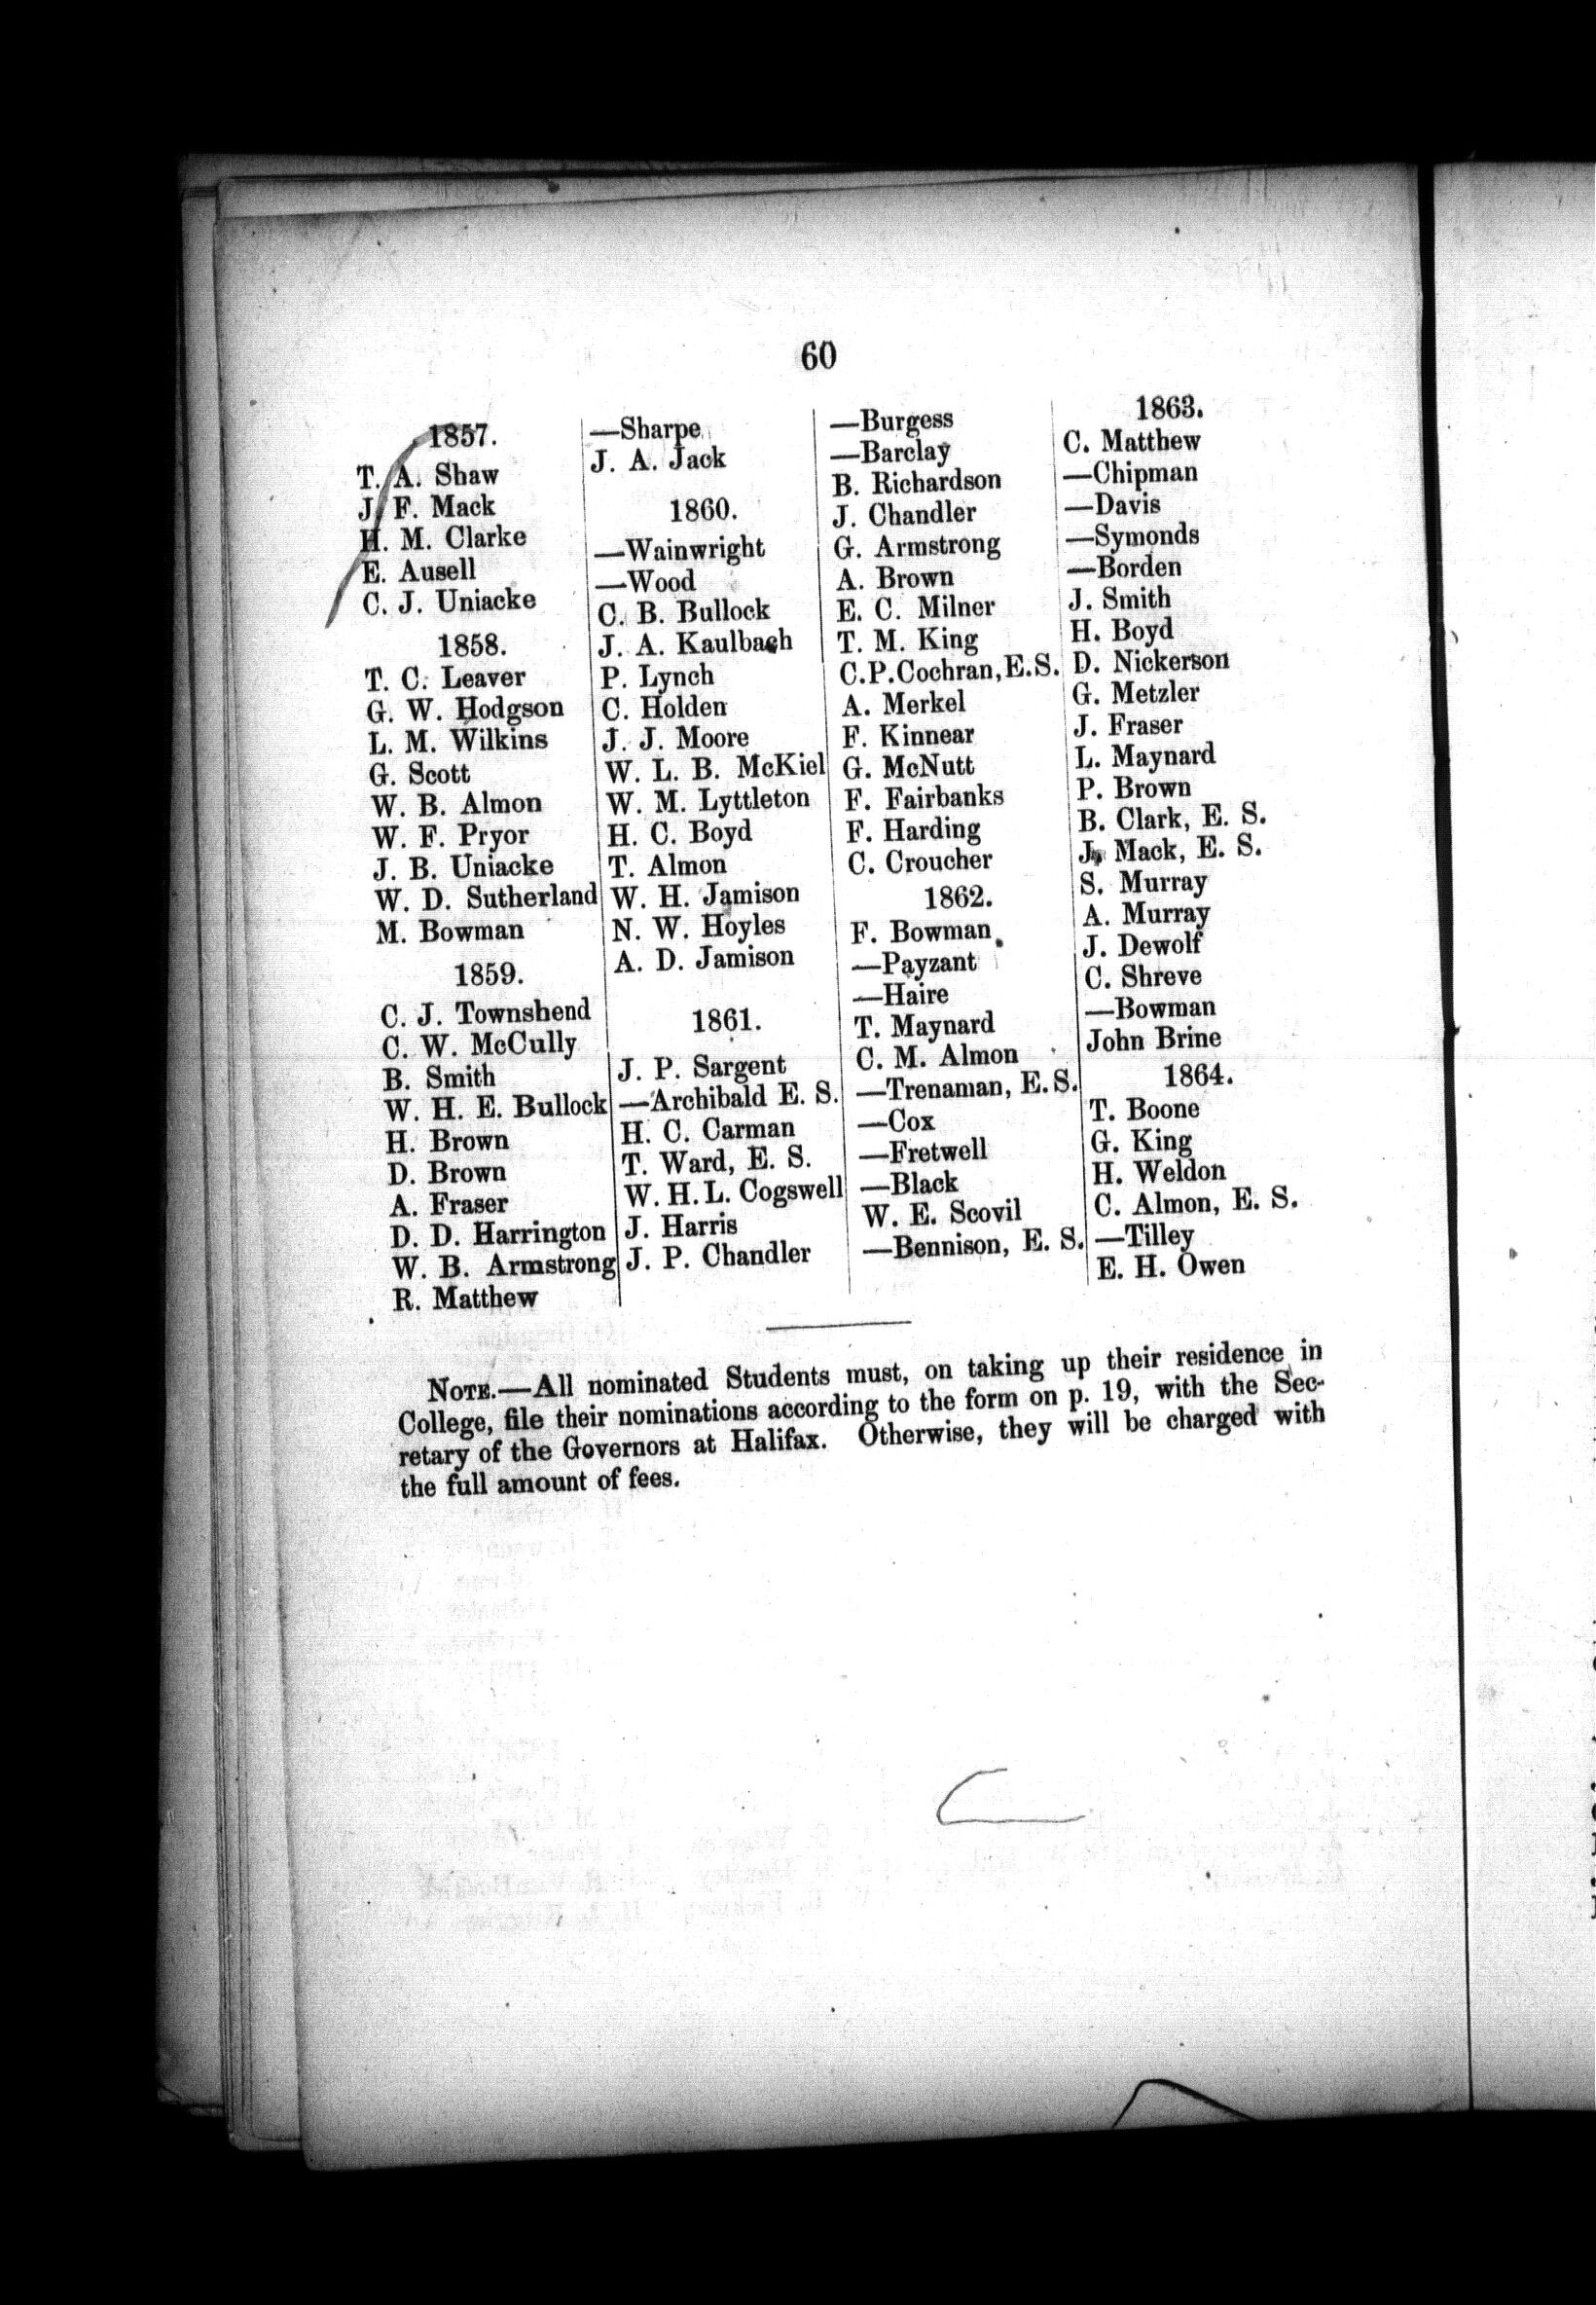 60
1857.
T. A. Shaw
J. F. Mack
H. M. Clarke
E. Ausell
C. J. Uniacke
1858.
T. C. Leaver
G. W. Hodgson
L. M. Wilkins
G. Scott
W. B. Almon
W. F. Pryor
J. B. Uniacke
W. D. Sutherland
M. Bowman
1859.
C. J. Townshend
C. W. McCully
B. Smith
W. H. E. Bullock
H. Brown
D. Brown
A. Fraser
D. D. Harrington
W. B. Armstrong
R. Matthew
—Sharpe
J. A. Jack
1860.
—Wainwright
—Wood
C. B. Bullock
J. A. Kaulbach
P. Lynch
C. Holden
J. J. Moore
W. L. B. McKiel
W. M. Lyttleton
H. C. Boyd
T. Almon
W. H. Jamison
N. W. Hoyles
A. D. Jamison
1861.
J. P. Sargent
—Archibald E. S.
H. C. Carman
T. Ward, E. S.
W. H. L. Cogswell
J. Harris
J. P. Chandler
—Burgess
—Barclay
B. Richardson
J. Chandler
G. Armstrong
A. Brown
E. C. Milner
T. M. King
C.P.Cochran,E.S.
A. Merkel
F. Kinnear
G. McNutt
F. Fairbanks
F. Harding
C. Croucher
1862.
F. Bowman
—Payzant
—Haire
T. Maynard
C. M. Almon
—Trenaman, E. S.
—Cox
—Fretwell
—Black
W. E. Scovil
—Bennison, E. S.
1863.
C. Matthew
—Chipman
—Davis
—Symonds
—Borden
J. Smith
H. Boyd
D. Nickerson
G. Metzler
J. Fraser
L. Maynard
P. Brown
B. Clark, E. S.
J. Mack, E. S.
S. Murray
A. Murray
J. Dewolf
C. Shreve
—Bowman
John Brine
1864.
T. Boone
G. King
H. Weldon
C. Almon, E. S.
—Tilley
E. H. Owen
NOTE.—All nominated Students must, on taking up their residence in
College, file their nominations according to the form on p. 19, with the Sec-
retary of the Governors at Halifax. Otherwise, they will be charged with
the full amount of fees.